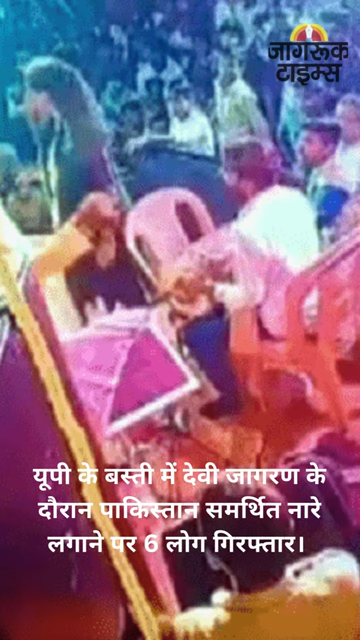 जागरूक
टाइम्स
यूपी के बस्ती में देवी जागरण के
दौरान पाकिस्तान समर्थित नारे
लगाने पर 6 लोग गिरफ्तार।